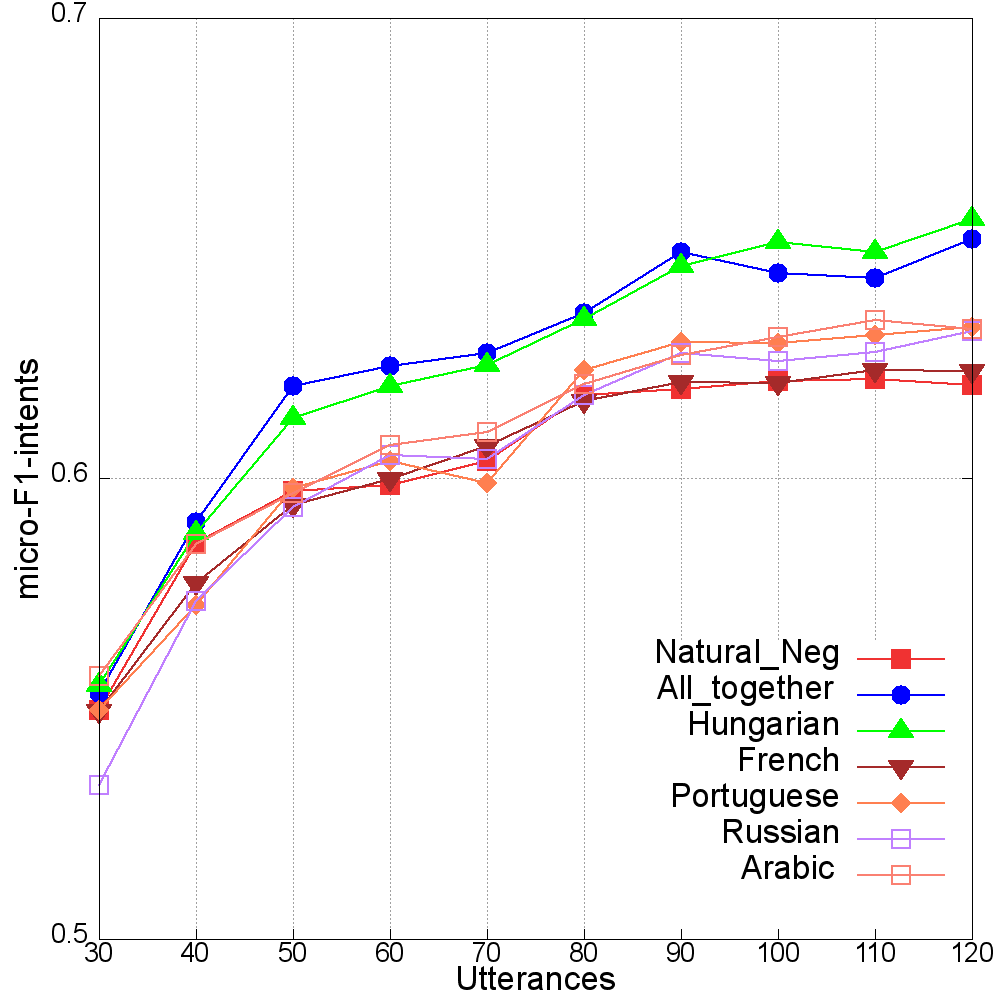 0.7
0.6
0.5
micro-F1-intents
30 40 50 60 70 80 90 100 110 120
Utterances
Natural_Neg
All_together
Hungarian
French
Portuguese
Russian
Arabic